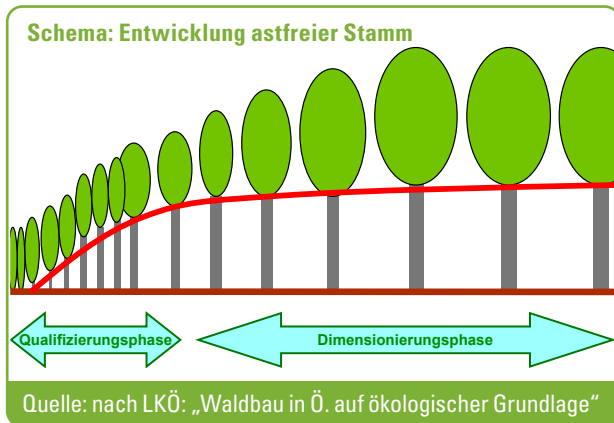 Schema: Entwicklung astfreier Stamm
Qualifizierungsphase
Dimensionierungsphase
Quelle: nach LKÖ: „Waldbau in Ö. auf ökologischer Grundlage“